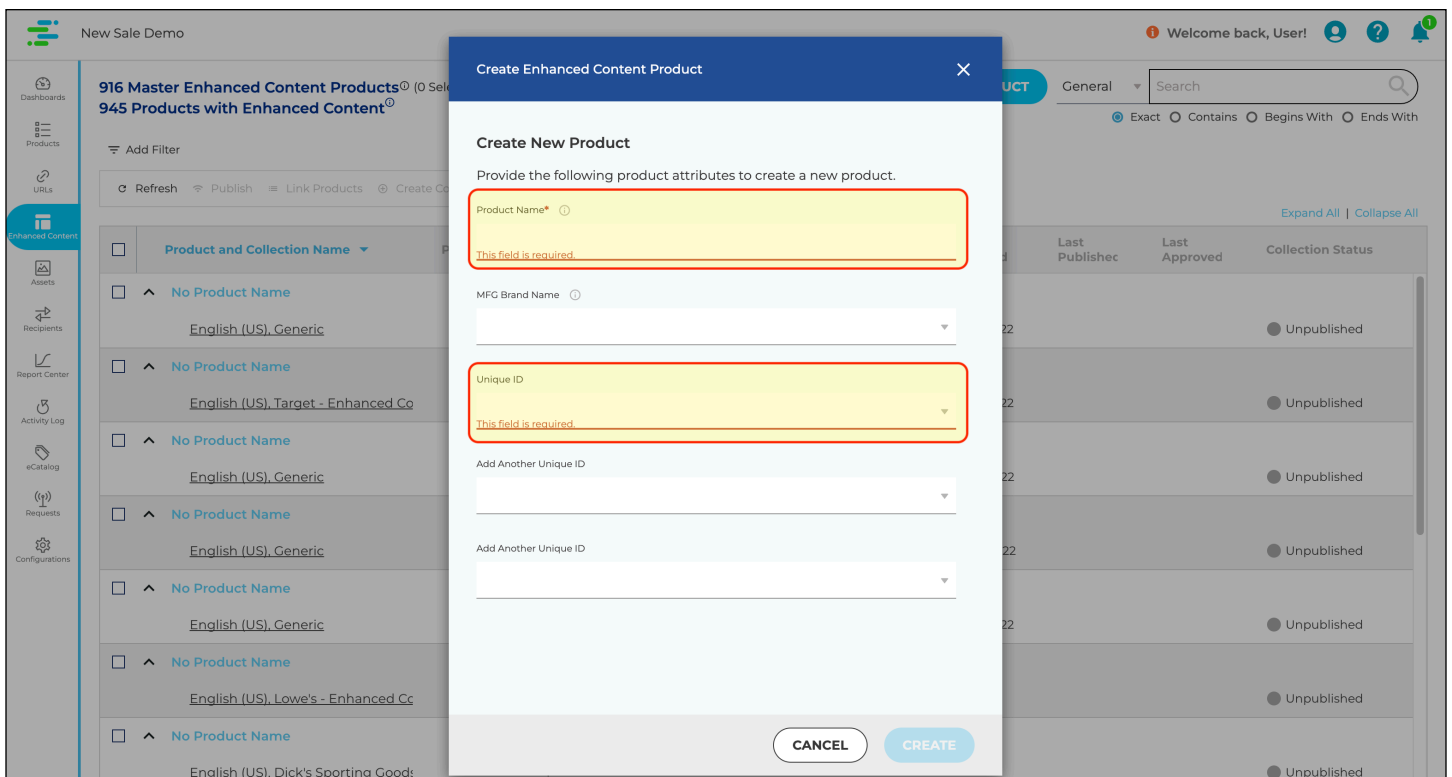 New Sale Demo
Welcome back, User!
1
Dashboards
Products
URLs
Enhanced Content
Assets
Recipients
Report Center
Activity Log
eCatalog
Requests
Configurations
916 Master Enhanced Content Products (0 Sele
945 Products with Enhanced Content
UCT
General
Search
Exact Contains Begins With Ends With
Add Filter
Refresh Publish Link Products Create Co
Expand All | Collapse All
Product and Collection Name P
d Last Published Last Approved Collection Status
No Product Name
English (US), Generic 22 Unpublished
No Product Name
English (US), Target - Enhanced Co 22 Unpublished
No Product Name
English (US), Generic 22 Unpublished
No Product Name
English (US), Generic 22 Unpublished
No Product Name
English (US), Generic 22 Unpublished
No Product Name
English (US), Lowe's - Enhanced Cc Unpublished
No Product Name
English (US), Dick's Sporting Goods Unpublished
Create Enhanced Content Product
Create New Product
Provide the following product attributes to create a new product.
Product Name*
This field is required.
MFG Brand Name
Unique ID
This field is required.
Add Another Unique ID
Add Another Unique ID
CANCEL
CREATE